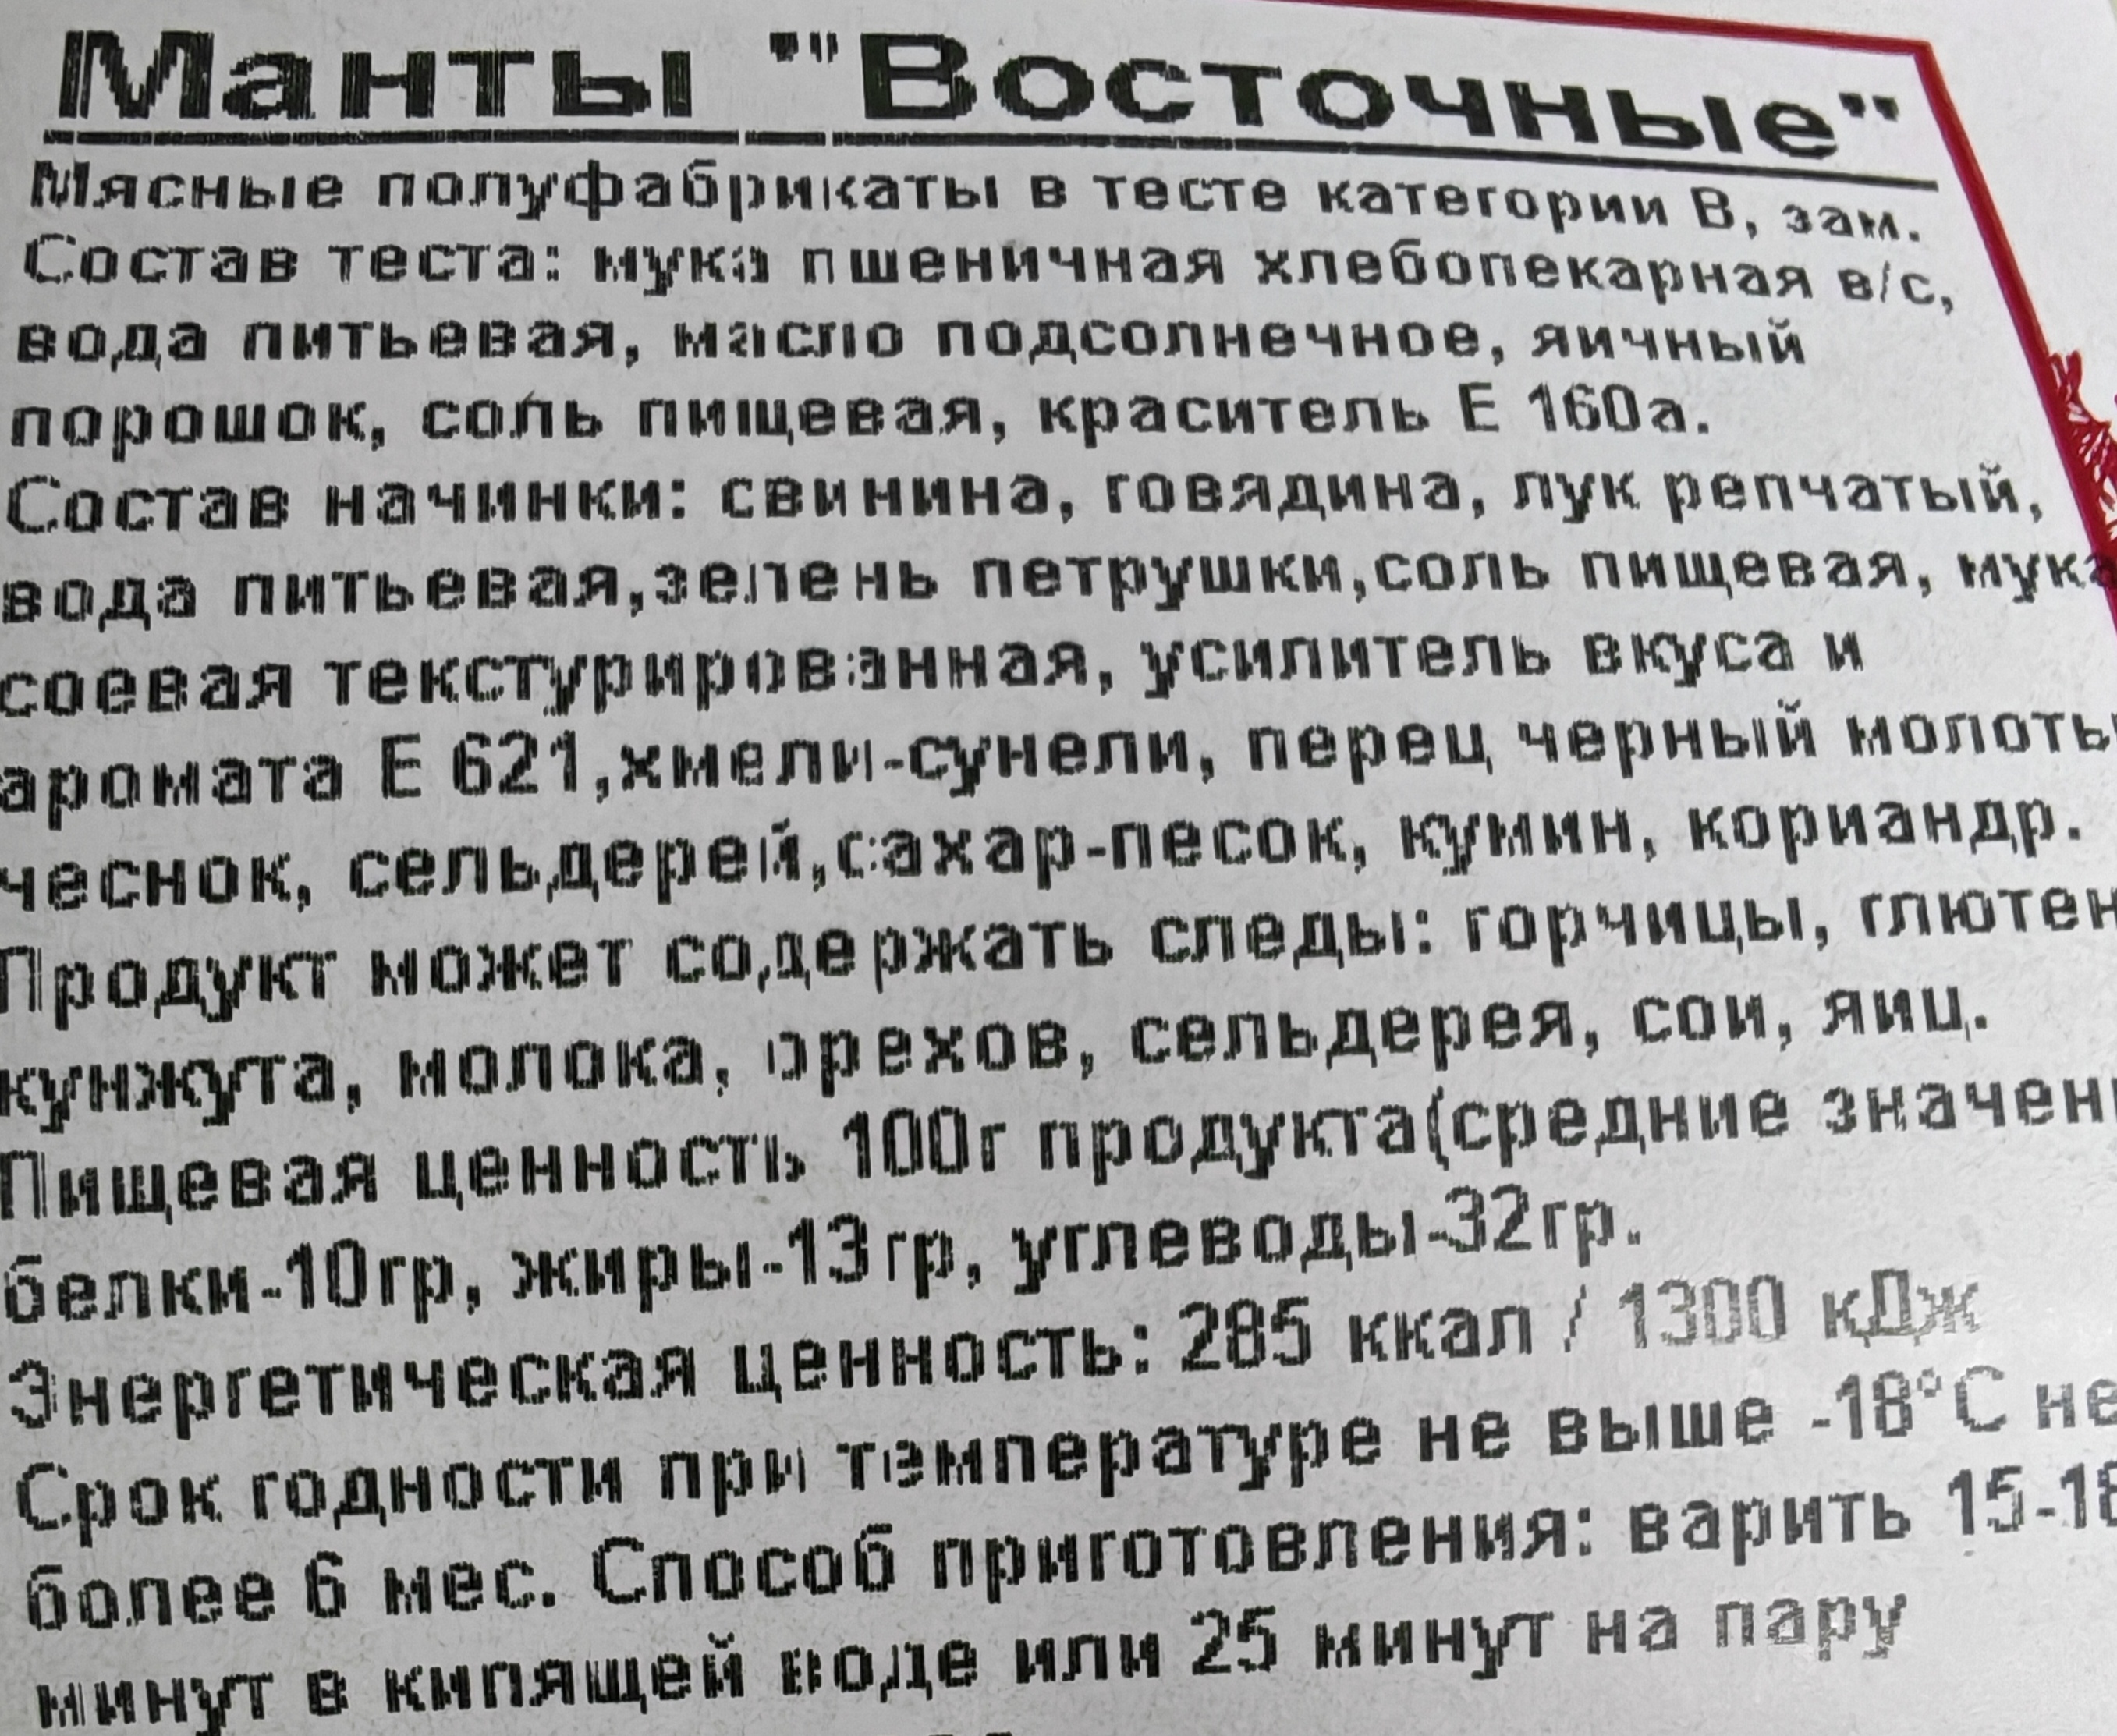 Манты ""Восточные"
Мясные полуфабрикаты в тесте категории В, зам.
Состав теста: мука пшеничная хлебопекарная в/с,
вода питьевая, масло подсолнечное, яичный
порошок, соль пищевая, краситель Е 160а.
Состав начинки: свинина, говядина, лук репчатый,
вода питьевая,зелень петрушки,соль пищевая, мука
соевая текстурированная, усилитель вкуса и
аромата Е 621,хмели-сунели, перец черный молоты
чеснок, сельдерей,сахар-песок, кумин, кориандр.
Продукт может содержать следы: горчицы, глютен
кунжута, молока, орехов, сельдерея, сои, яиц.
Пищевая ценность 100г продукта(средние значен
белки-10гр, жиры-13гр, углеводы-32гр.
Энергетическая ценность: 285 ккал / 1300 кДж
Срок годности при температуре не выше -18°С не
более 6 мес. Способ приготовления: варить 15-18
минут в кипящей воде или 25 минут на пару